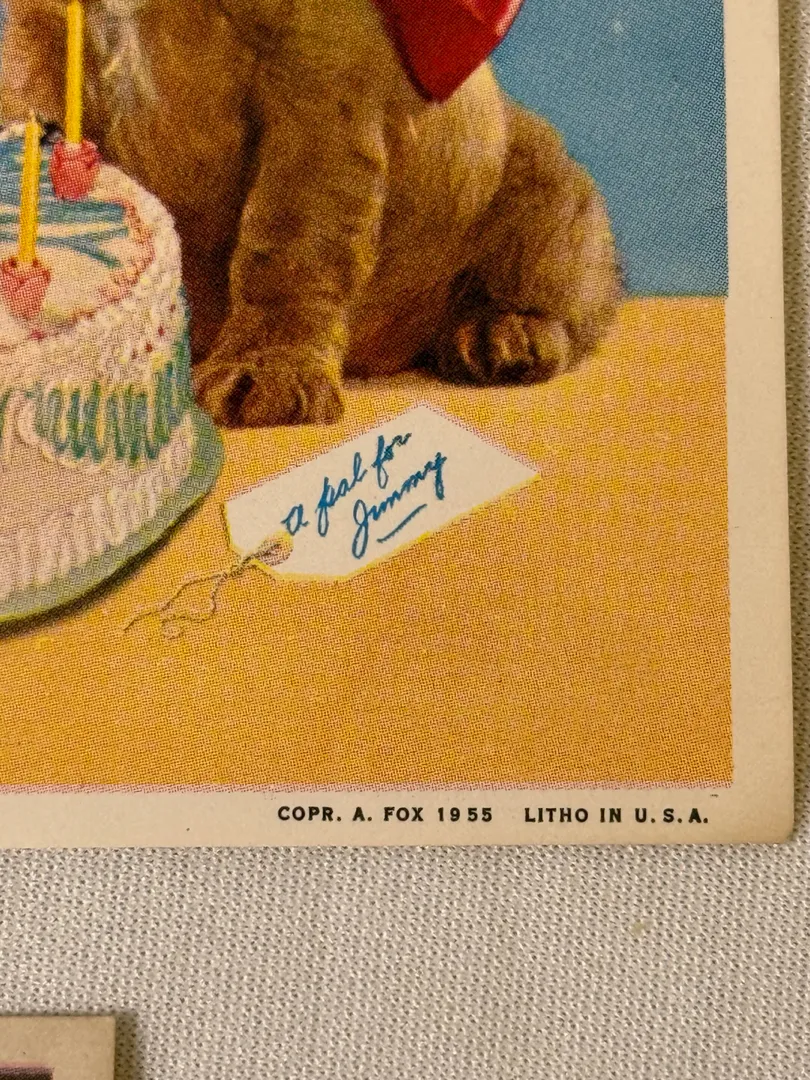 a pal for
Jimmy
COPR. A. FOX 1955 LITHO IN U.S.A.